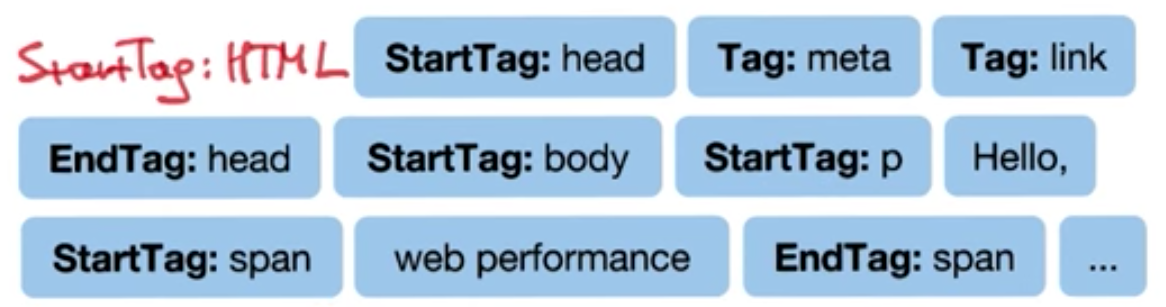 StartTag: HTML StartTag: head Tag: meta Tag: link
EndTag: head StartTag: body StartTag: p Hello,
StartTag: span web performance EndTag: span ...